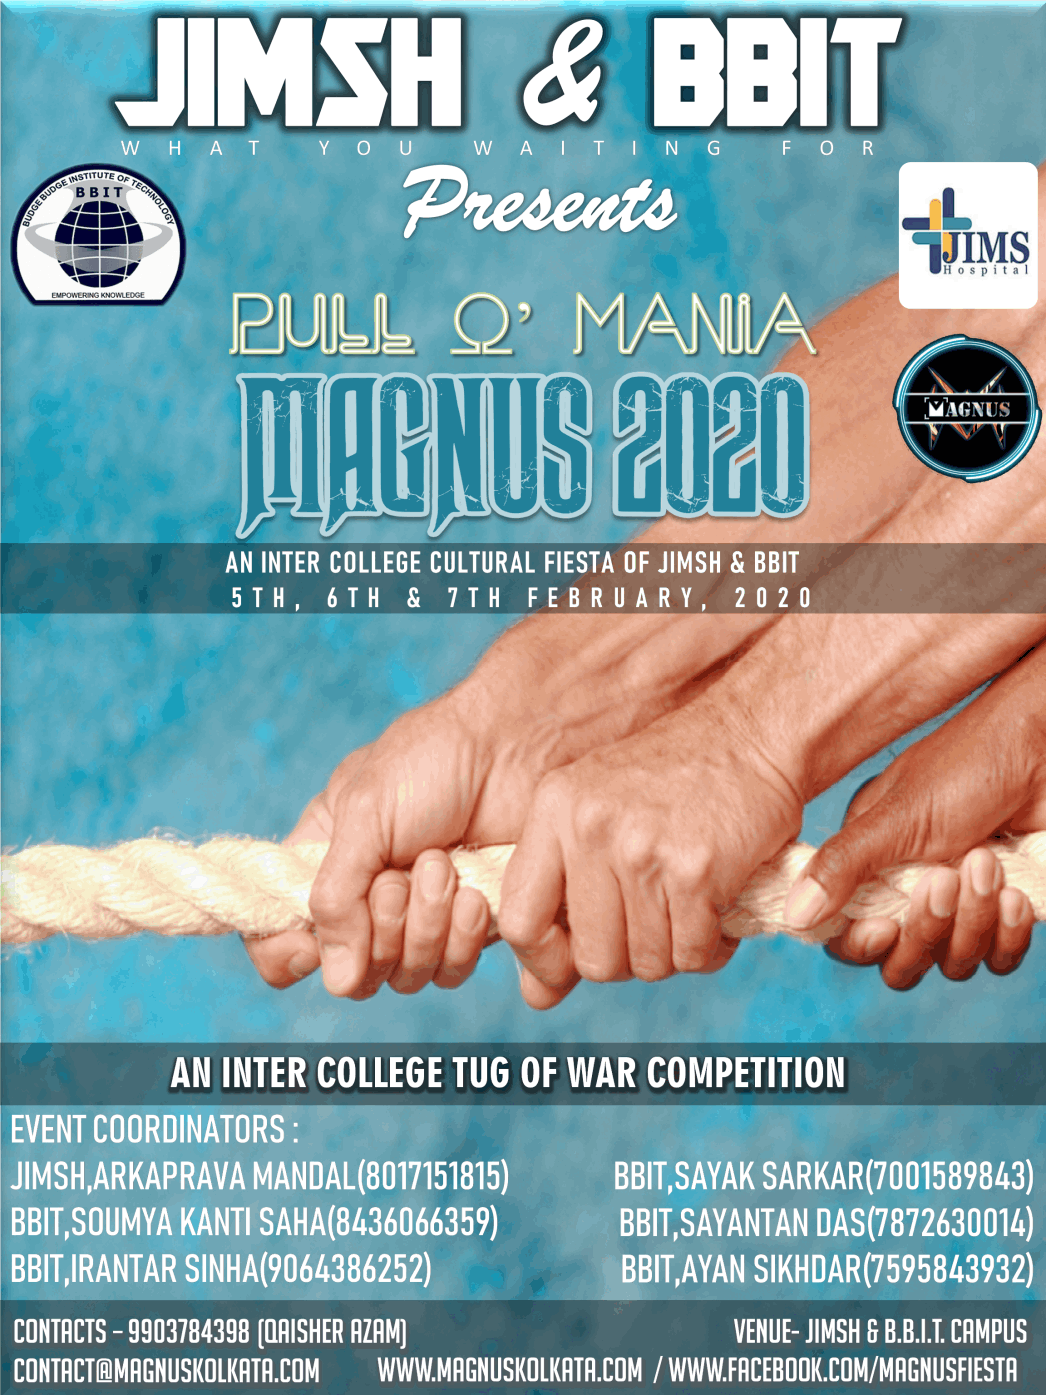 JIMSH & BBIT
WHAT YOU WAITING FOR
Presents
BUDGE BUDGE INSTITUTE OF TECHNOLOGY
BBIT
EMPOWERING KNOWLEDGE
JIMS
Hospital
PULL O' MANIA
MAGNUS
MAGNUS 2020
AN INTER COLLEGE CULTURAL FIESTA OF JIMSH & BBIT
5TH, 6TH & 7TH FEBRUARY, 2020
AN INTER COLLEGE TUG OF WAR COMPETITION
EVENT COORDINATORS :
JIMSH,ARKAPRAVA MANDAL(8017151815)
BBIT,SAYAK SARKAR(7001589843)
BBIT,SOUMYA KANTI SAHA(8436066359)
BBIT,SAYANTAN DAS(7872630014)
BBIT,IRANTAR SINHA(9064386252)
BBIT,AYAN SIKHDAR(7595843932)
CONTACTS - 9903784398 (QAISHER AZAM)
VENUE- JIMSH & B.B.I.T. CAMPUS
CONTACT@MAGNUSKOLKATA.COM
WWW.MAGNUSKOLKATA.COM / WWW.FACEBOOK.COM/MAGNUSFIESTA